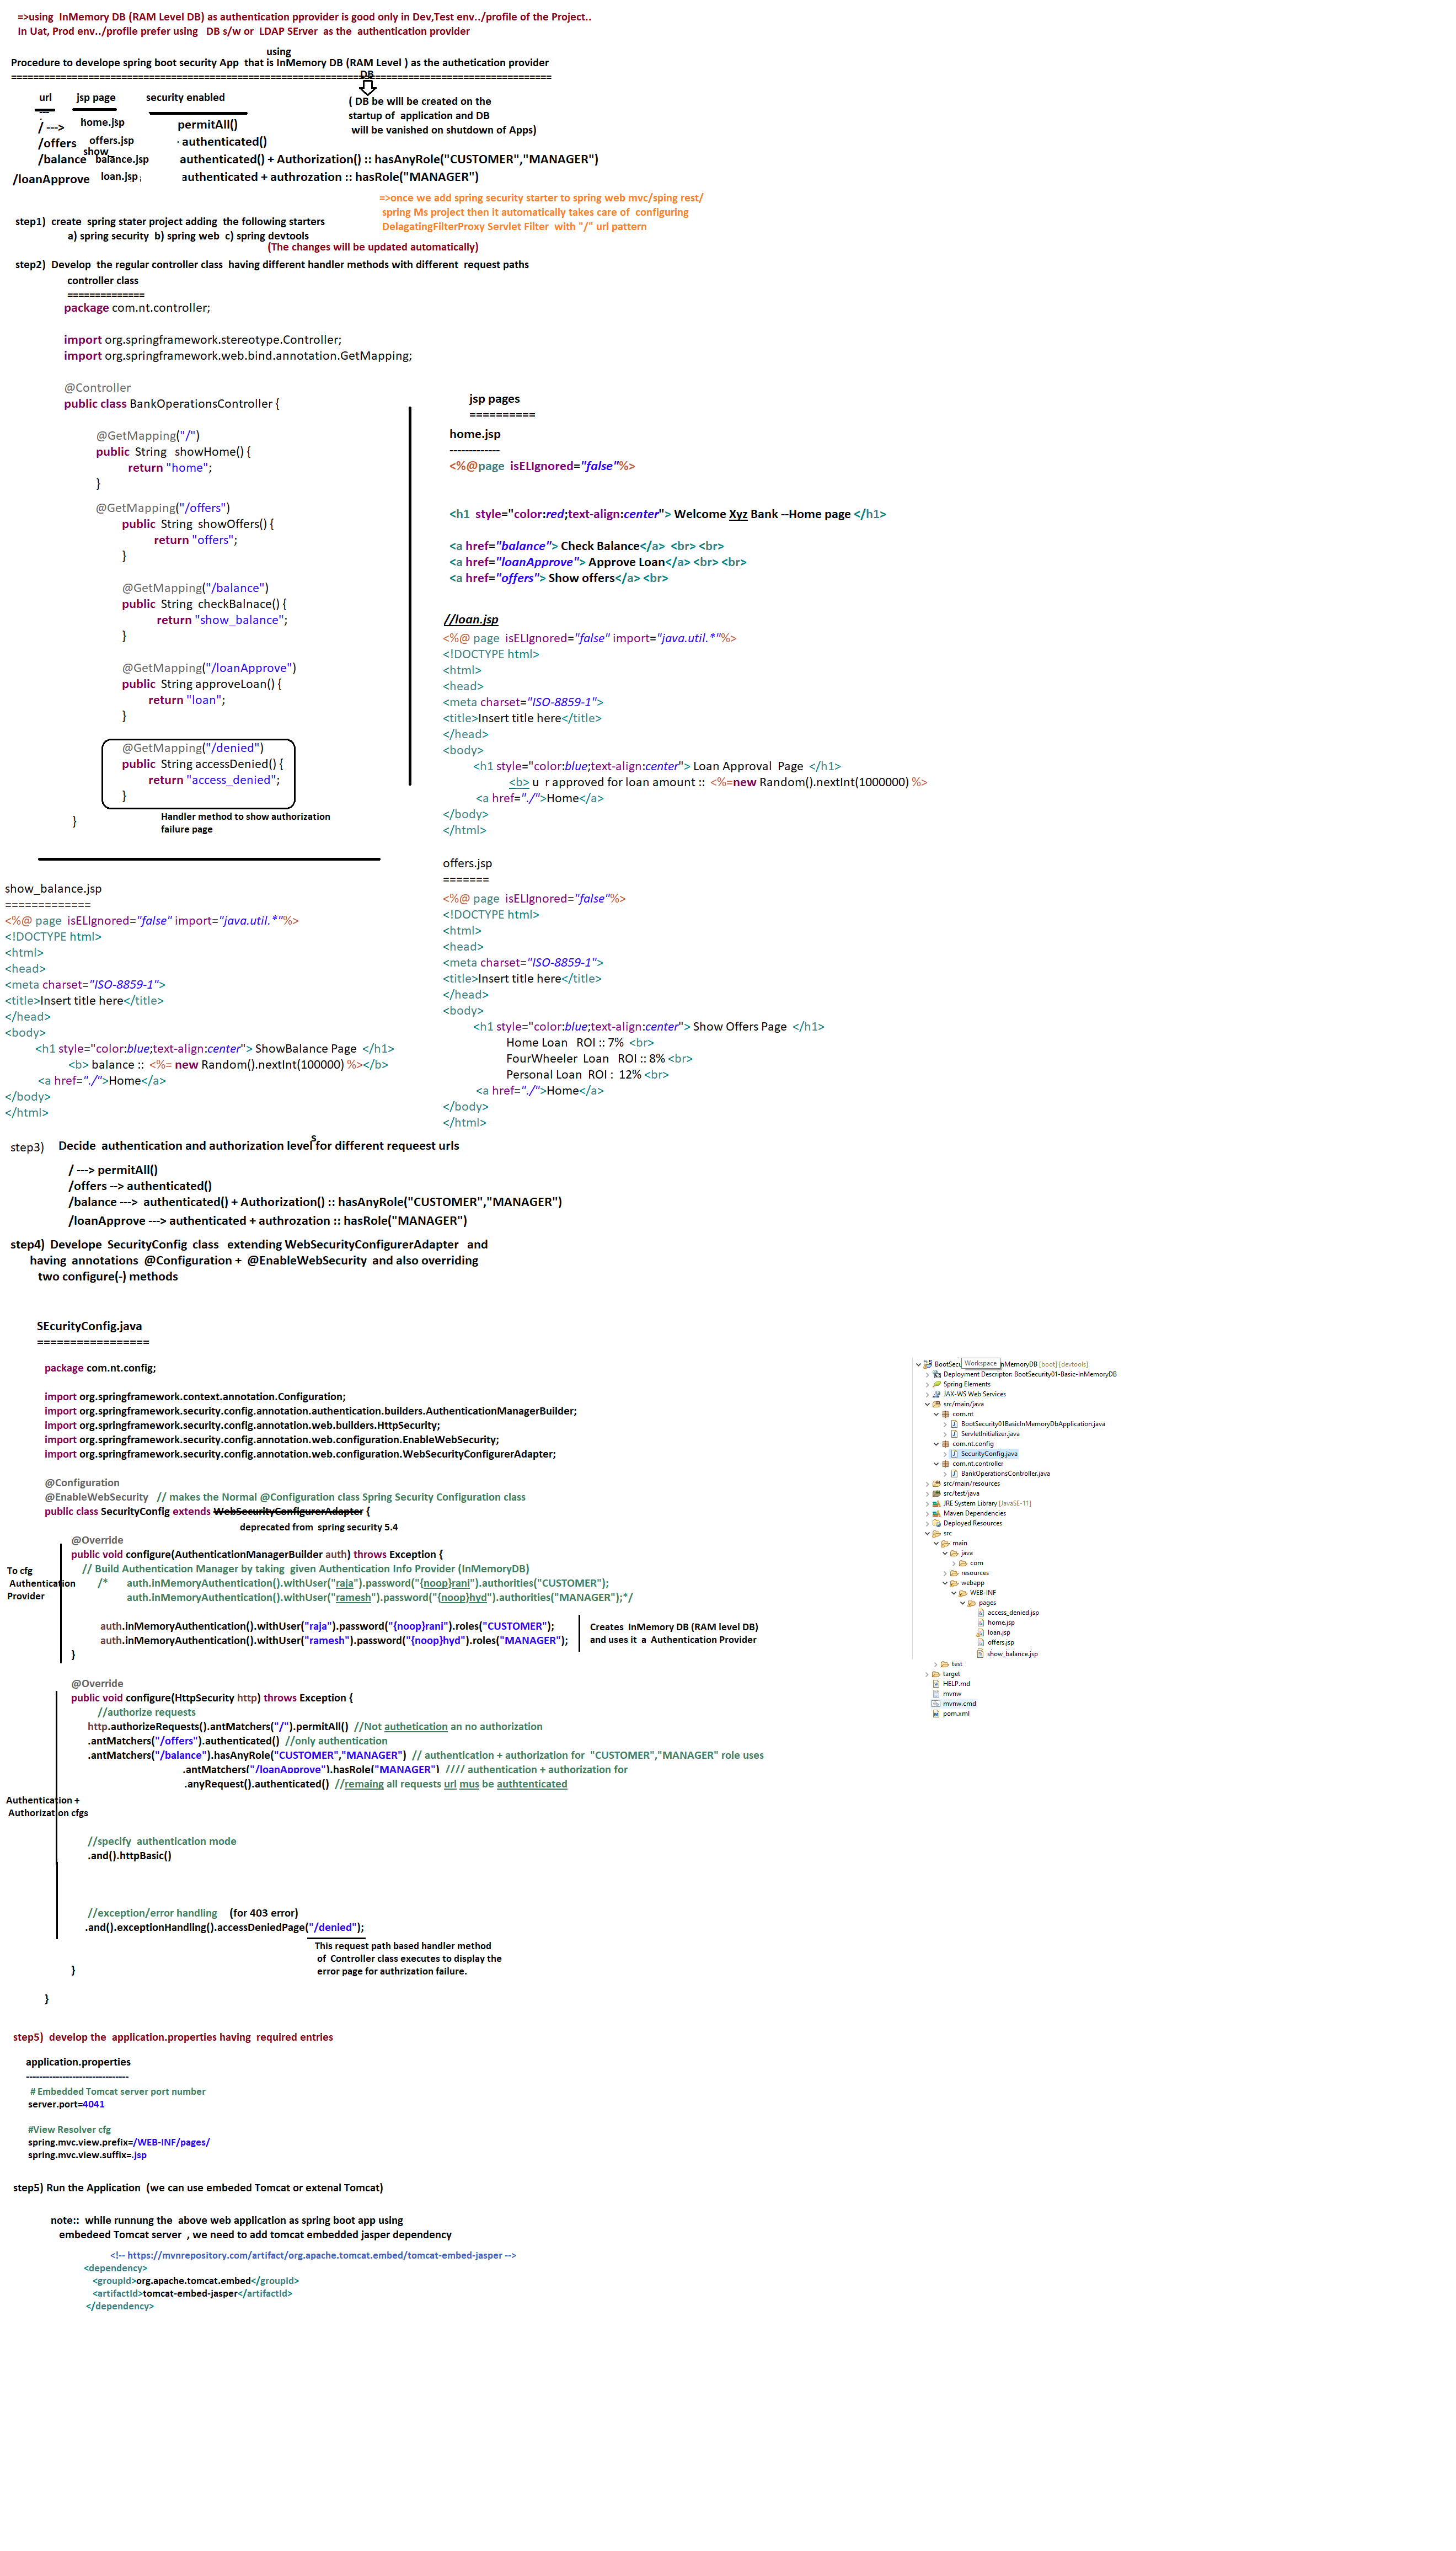 =>using InMemory DB (RAM Level DB) as authentication pprovider is good only in Dev,Test env../profile of the Project..
In Uat, Prod env../profile prefer using DB s/w or LDAP SErver as the authentication provider
using
Procedure to develope spring boot security App that is InMemory DB (RAM Level ) as the authetication provider
=====================================================
DB
( DB be will be created on the
startup of application and DB
will be vanished on shutdown of Apps)
url jsp page security enabled
/ ---> home.jsp permitAll()
/offers offers.jsp authenticated()
show_
/balance balance.jsp authenticated() + Authorization() :: hasAnyRole("CUSTOMER","MANAGER")
/loanApprove loan.jsp authenticated + authrozation :: hasRole("MANAGER")
=>once we add spring security starter to spring web mvc/sping rest/
spring Ms project then it automatically takes care of configuring
DelagatingFilterProxy Servlet Filter with "/" url pattern
step1) create spring stater project adding the following starters
a) spring security b) spring web c) spring devtools
(The changes will be updated automatically)
step2) Develop the regular controller class having different handler methods with different request paths
controller class
==============
package com.nt.controller;
import org.springframework.stereotype.Controller;
import org.springframework.web.bind.annotation.GetMapping;
@Controller
public class BankOperationsController {
@GetMapping("/")
public String showHome() {
return "home";
}
@GetMapping("/offers")
public String showOffers() {
return "offers";
}
@GetMapping("/balance")
public String checkBalnace() {
return "show_balance";
}
@GetMapping("/loanApprove")
public String approveLoan() {
return "loan";
}
@GetMapping("/denied")
public String accessDenied() {
return "access_denied";
}
}
Handler method to show authorization
failure page
jsp pages
==========
home.jsp
-------------
<%@page isELIgnored="false"%>
<h1 style="color:red;text-align:center"> Welcome Xyz Bank --Home page </h1>
<a href="balance"> Check Balance</a> <br> <br>
<a href="loanApprove"> Approve Loan</a> <br> <br>
<a href="offers"> Show offers</a> <br>
//loan.jsp
<%@ page isELIgnored="false" import="java.util.*"%>
<!DOCTYPE html>
<html>
<head>
<meta charset="ISO-8859-1">
<title>Insert title here</title>
</head>
<body>
<h1 style="color:blue;text-align:center"> Loan Approval Page </h1>
<b> u r approved for loan amount :: <%=new Random().nextInt(1000000) %>
<a href="./">Home</a>
</body>
</html>
offers.jsp
=======
<%@ page isELIgnored="false"%>
<!DOCTYPE html>
<html>
<head>
<meta charset="ISO-8859-1">
<title>Insert title here</title>
</head>
<body>
<h1 style="color:blue;text-align:center"> Show Offers Page </h1>
Home Loan ROI :: 7% <br>
FourWheeler Loan ROI :: 8% <br>
Personal Loan ROI : 12% <br>
<a href="./">Home</a>
</body>
</html>
show_balance.jsp
=============
<%@ page isELIgnored="false" import="java.util.*"%>
<!DOCTYPE html>
<html>
<head>
<meta charset="ISO-8859-1">
<title>Insert title here</title>
</head>
<body>
<h1 style="color:blue;text-align:center"> ShowBalance Page </h1>
<b> balance :: <%= new Random().nextInt(100000) %></b>
<a href="./">Home</a>
</body>
</html>
s
step3) Decide authentication and authorization level for different requeest urls
/ ---> permitAll()
/offers --> authenticated()
/balance ---> authenticated() + Authorization() :: hasAnyRole("CUSTOMER","MANAGER")
/loanApprove ---> authenticated + authrozation :: hasRole("MANAGER")
step4) Develope SecurityConfig class extending WebSecurityConfigurerAdapter and
having annotations @Configuration + @EnableWebSecurity and also overriding
two configure(-) methods
SEcurityConfig.java
=================
package com.nt.config;
import org.springframework.context.annotation.Configuration;
import org.springframework.security.config.annotation.authentication.builders.AuthenticationManagerBuilder;
import org.springframework.security.config.annotation.web.builders.HttpSecurity;
import org.springframework.security.config.annotation.web.configuration.EnableWebSecurity;
import org.springframework.security.config.annotation.web.configuration.WebSecurityConfigurerAdapter;
@Configuration
@EnableWebSecurity // makes the Normal @Configuration class Spring Security Configuration class
public class SecurityConfig extends WebSecurityConfigurerAdapter {
deprecated from spring security 5.4
@Override
public void configure(AuthenticationManagerBuilder auth) throws Exception {
// Build Authentication Manager by taking given Authentication Info Provider (InMemoryDB)
/* auth.inMemoryAuthentication().withUser("raja").password("{noop}rani").authorities("CUSTOMER");
auth.inMemoryAuthentication().withUser("ramesh").password("{noop}hyd").authorities("MANAGER");*/
auth.inMemoryAuthentication().withUser("raja").password("{noop}rani").roles("CUSTOMER");
auth.inMemoryAuthentication().withUser("ramesh").password("{noop}hyd").roles("MANAGER");
}
To cfg
Authentication
Provider
Creates InMemory DB (RAM level DB)
and uses it a Authentication Provider
@Override
public void configure(HttpSecurity http) throws Exception {
//authorize requests
http.authorizeRequests().antMatchers("/").permitAll() //Not authetication an no authorization
.antMatchers("/offers").authenticated() //only authentication
.antMatchers("/balance").hasAnyRole("CUSTOMER","MANAGER") // authentication + authorization for "CUSTOMER","MANAGER" role uses
.antMatchers("/loanApprove").hasRole("MANAGER") //// authentication + authorization for
.anyRequest().authenticated() //remaing all requests url mus be authtenticated
Authentication +
Authorization cfgs
//specify authentication mode
.and().httpBasic()
//exception/error handling (for 403 error)
.and().exceptionHandling().accessDeniedPage("/denied");
This request path based handler method
of Controller class executes to display the
error page for authrization failure.
}
}
BootSecu Workspace nMemoryDB [boot] [devtools]
Deployment Descriptor: BootSecurity01-Basic-InMemoryDB
Spring Elements
JAX-WS Web Services
src/main/java
com.nt
BootSecurity01BasicInMemoryDbApplication.java
ServletInitializer.java
com.nt.config
SecurityConfig.java
com.nt.controller
BankOperationsController.java
src/main/resources
src/test/java
JRE System Library [JavaSE-11]
Maven Dependencies
Deployed Resources
src
main
java
com
resources
webapp
WEB-INF
pages
access_denied.jsp
home.jsp
loan.jsp
offers.jsp
show_balance.jsp
test
target
HELP.md
mvnw
mvnw.cmd
pom.xml
step5) develop the application.properties having required entries
application.properties
-------------------------------
# Embedded Tomcat server port number
server.port=4041
#View Resolver cfg
spring.mvc.view.prefix=/WEB-INF/pages/
spring.mvc.view.suffix=.jsp
step5) Run the Application (we can use embeded Tomcat or extenal Tomcat)
note:: while runnung the above web application as spring boot app using
embedeed Tomcat server , we need to add tomcat embedded jasper dependency
<!-- https://mvnrepository.com/artifact/org.apache.tomcat.embed/tomcat-embed-jasper -->
<dependency>
<groupId>org.apache.tomcat.embed</groupId>
<artifactId>tomcat-embed-jasper</artifactId>
</dependency>